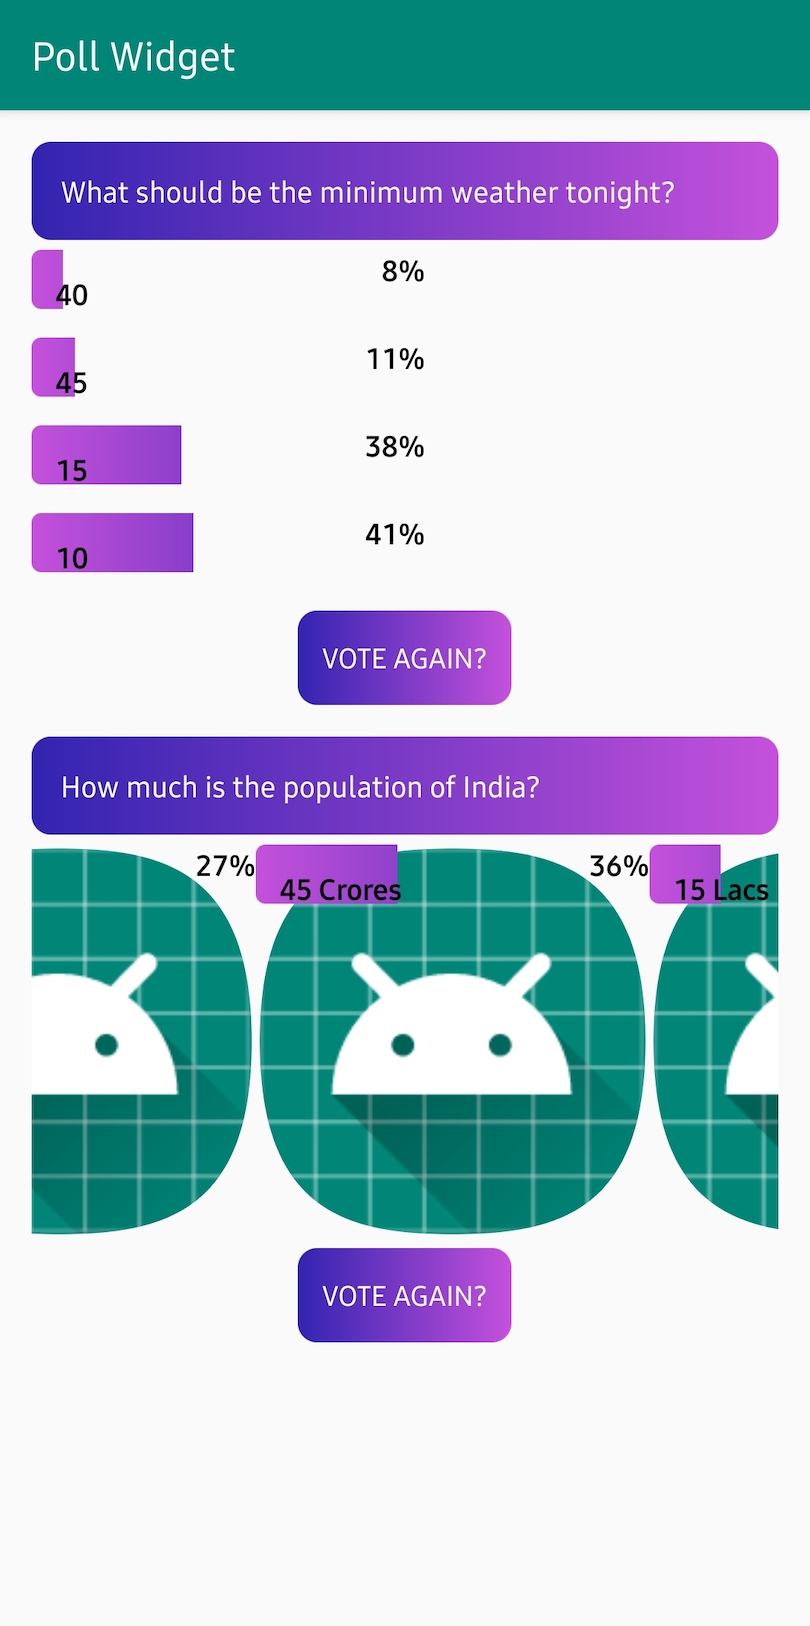 Poll Widget
What should be the minimum weather tonight?
8%
40
11%
45
38%
15
41%
10
VOTE AGAIN?
How much is the population of India?
27% 36%
45 Crores 15 Lacs
VOTE AGAIN?